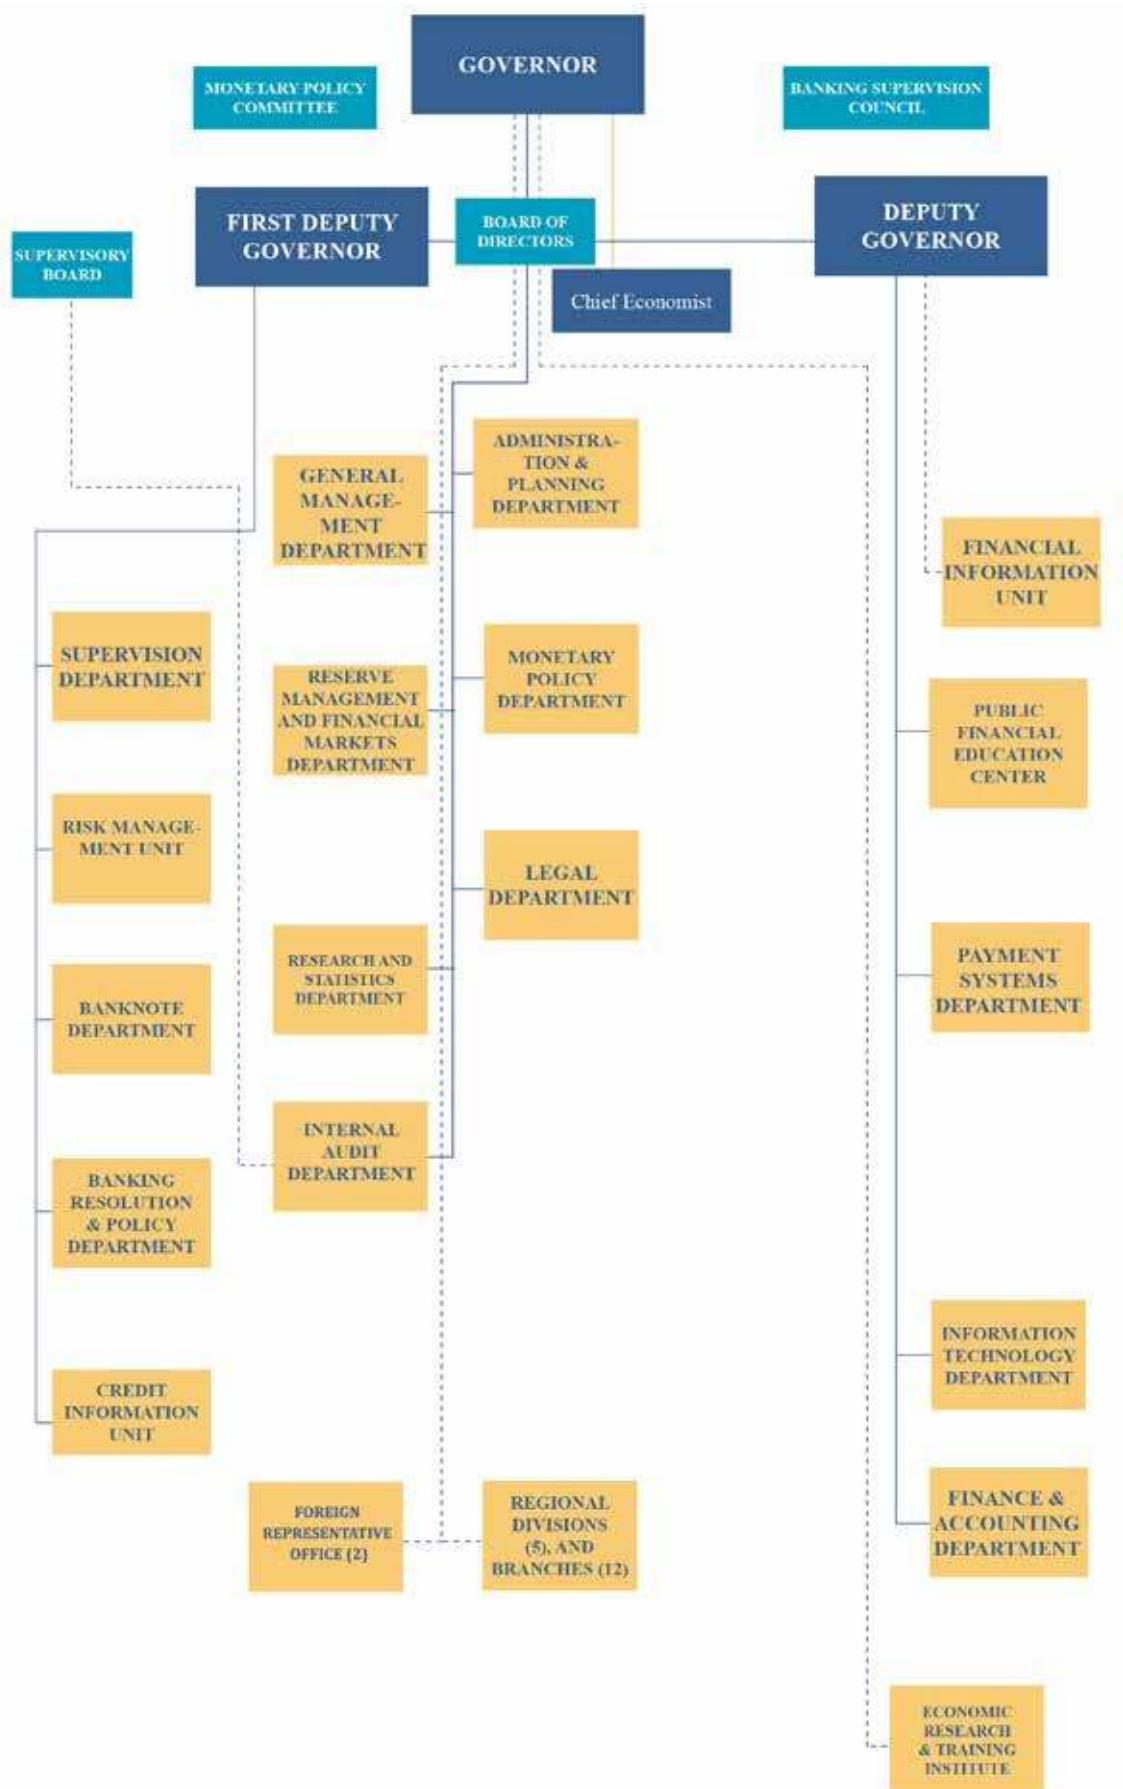 GOVERNOR
MONETARY POLICY
COMMITTEE
BANKING SUPERVISION
COUNCIL
FIRST DEPUTY
GOVERNOR
BOARD OF
DIRECTORS
DEPUTY
GOVERNOR
SUPERVISORY
BOARD
Chief Economist
ADMINISTRA-
TION &
PLANNING
DEPARTMENT
GENERAL
MANAGE-
MENT
DEPARTMENT
FINANCIAL
INFORMATION
UNIT
SUPERVISION
DEPARTMENT
RESERVE
MANAGEMENT
AND FINANCIAL
MARKETS
DEPARTMENT
MONETARY
POLICY
DEPARTMENT
PUBLIC
FINANCIAL
EDUCATION
CENTER
RISK MANAGE-
MENT UNIT
LEGAL
DEPARTMENT
RESEARCH AND
STATISTICS
DEPARTMENT
PAYMENT
SYSTEMS
DEPARTMENT
BANKNOTE
DEPARTMENT
INTERNAL
AUDIT
DEPARTMENT
BANKING
RESOLUTION
& POLICY
DEPARTMENT
INFORMATION
TECHNOLOGY
DEPARTMENT
CREDIT
INFORMATION
UNIT
FOREIGN
REPRESENTATIVE
OFFICE (2)
REGIONAL
DIVISIONS
(5), AND
BRANCHES (12)
FINANCE &
ACCOUNTING
DEPARTMENT
ECONOMIC
RESEARCH
& TRAINING
INSTITUTE